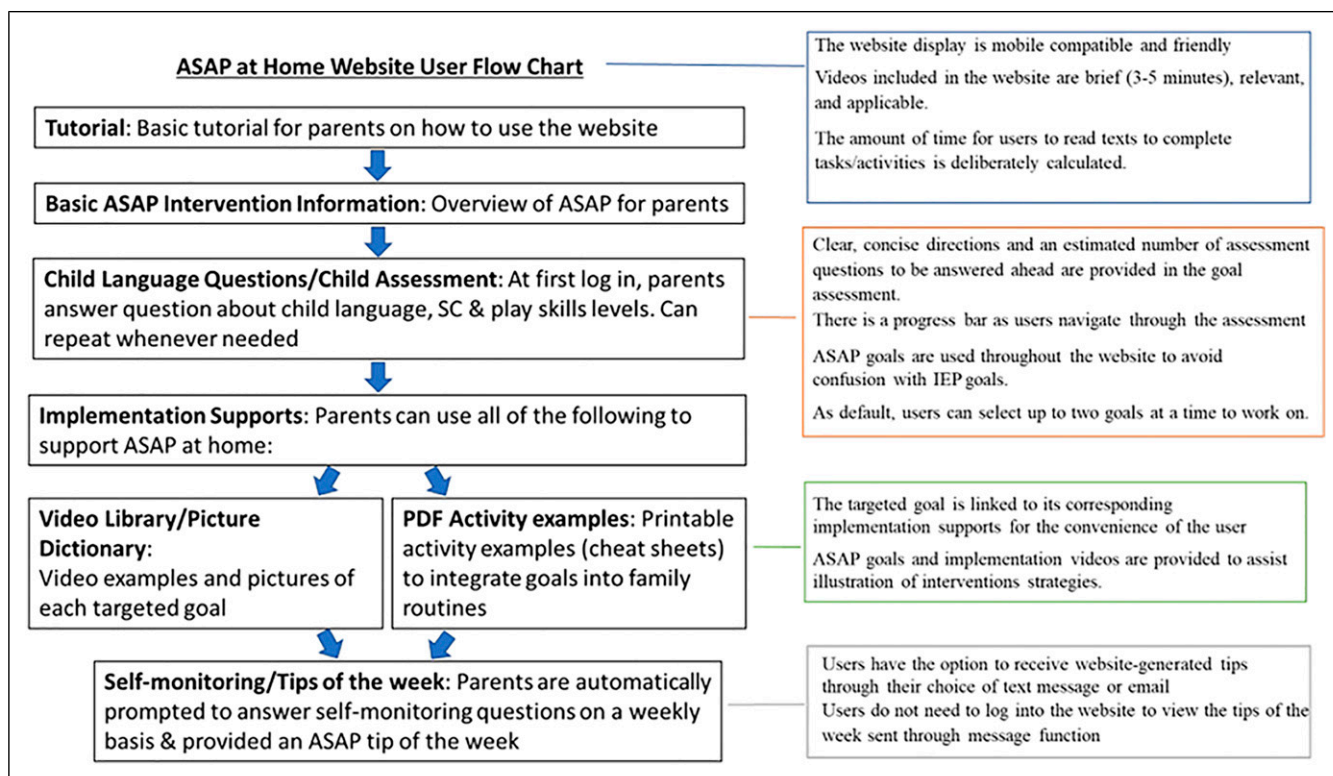 ASAP at Home Website User Flow Chart
The website display is mobile compatible and friendly
Videos included in the website are brief (3-5 minutes), relevant,
and applicable.
The amount of time for users to read texts to complete
tasks/activities is deliberately calculated.
Tutorial: Basic tutorial for parents on how to use the website
Basic ASAP Intervention Information: Overview of ASAP for parents
Child Language Questions/Child Assessment: At first log in, parents
answer question about child language, SC & play skills levels. Can
repeat whenever needed
Clear, concise directions and an estimated number of assessment
questions to be answered ahead are provided in the goal
assessment.
There is a progress bar as users navigate through the assessment
ASAP goals are used throughout the website to avoid
confusion with IEP goals.
As default, users can select up to two goals at a time to work on.
Implementation Supports: Parents can use all of the following to
support ASAP at home:
Video Library/Picture
Dictionary:
Video examples and pictures of
each targeted goal
PDF Activity examples: Printable
activity examples (cheat sheets)
to integrate goals into family
routines
The targeted goal is linked to its corresponding
implementation supports for the convenience of the user
ASAP goals and implementation videos are provided to assist
illustration of interventions strategies.
Self-monitoring/Tips of the week: Parents are automatically
prompted to answer self-monitoring questions on a weekly
basis & provided an ASAP tip of the week
Users have the option to receive website-generated tips
through their choice of text message or email
Users do not need to log into the website to view the tips of the
week sent through message function